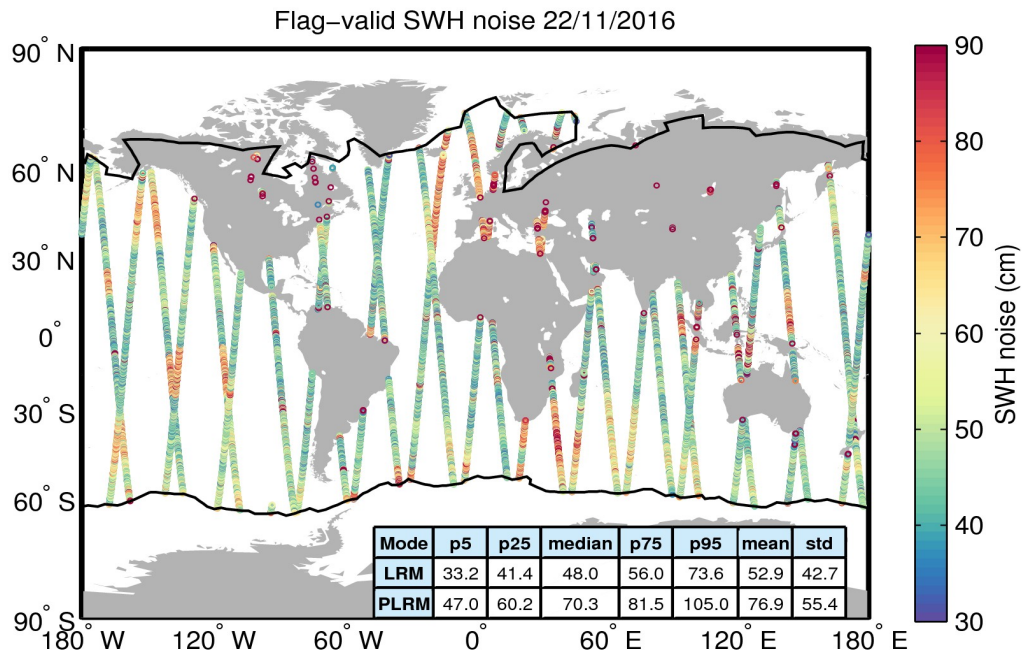 Flag−valid SWH noise 22/11/2016
90° N
60° N
30° N
0°
30° S
60° S
90° S
180° W
120° W
60° W
0°
60° E
120° E
180° E
Mode p5 p25 median p75 p95 mean std
LRM 33.2 41.4 48.0 56.0 73.6 52.9 42.7
PLRM 47.0 60.2 70.3 81.5 105.0 76.9 55.4
90
80
70
60
50
40
30
SWH noise (cm)